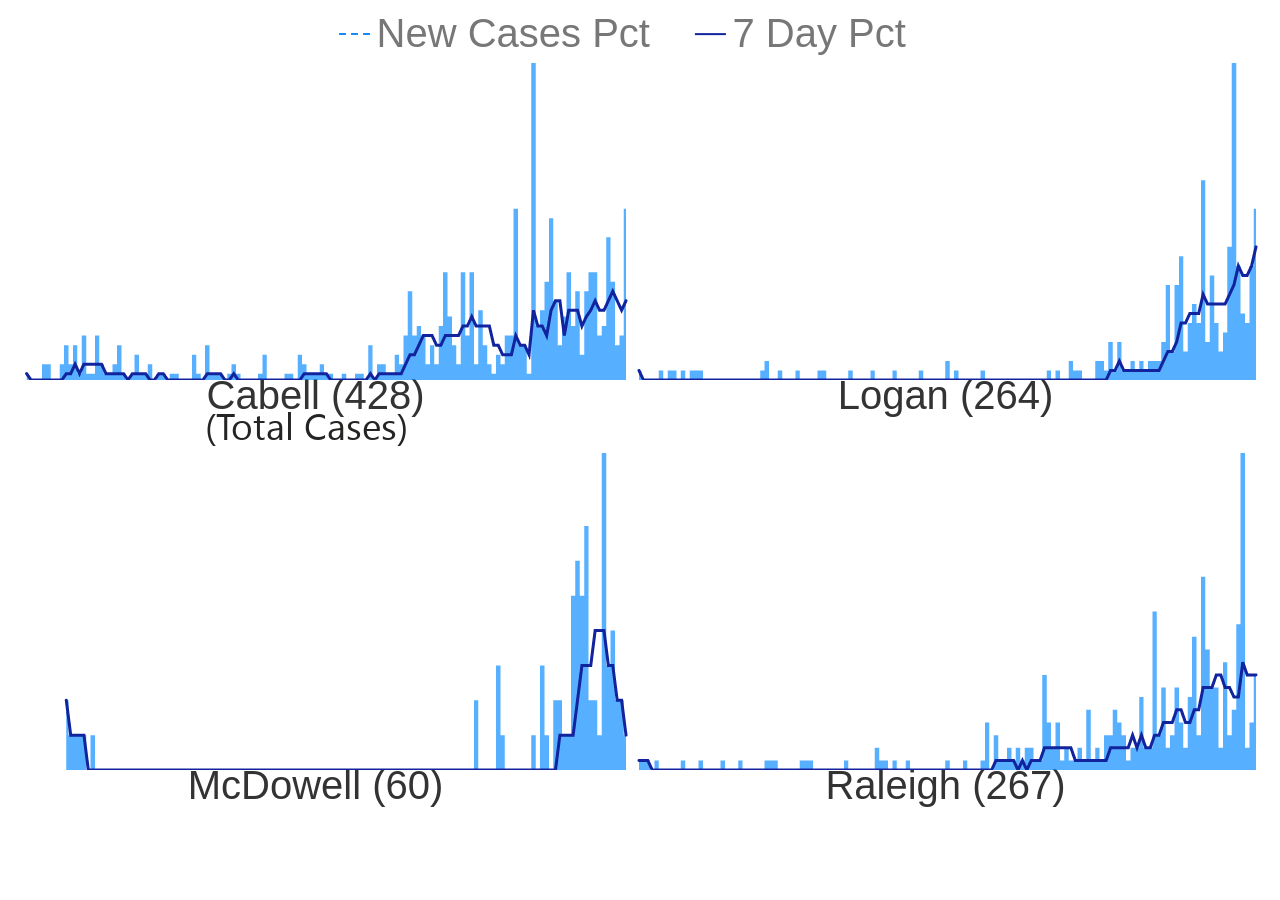 New Cases Pct 7 Day Pct
Cabell (428)
(Total Cases)
Logan (264)
McDowell (60)
Raleigh (267)